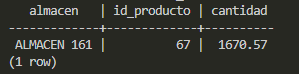 almacen | id_producto | cantidad
-------------+-------------+----------
ALMACEN 161 | 67 | 1670.57
(1 row)